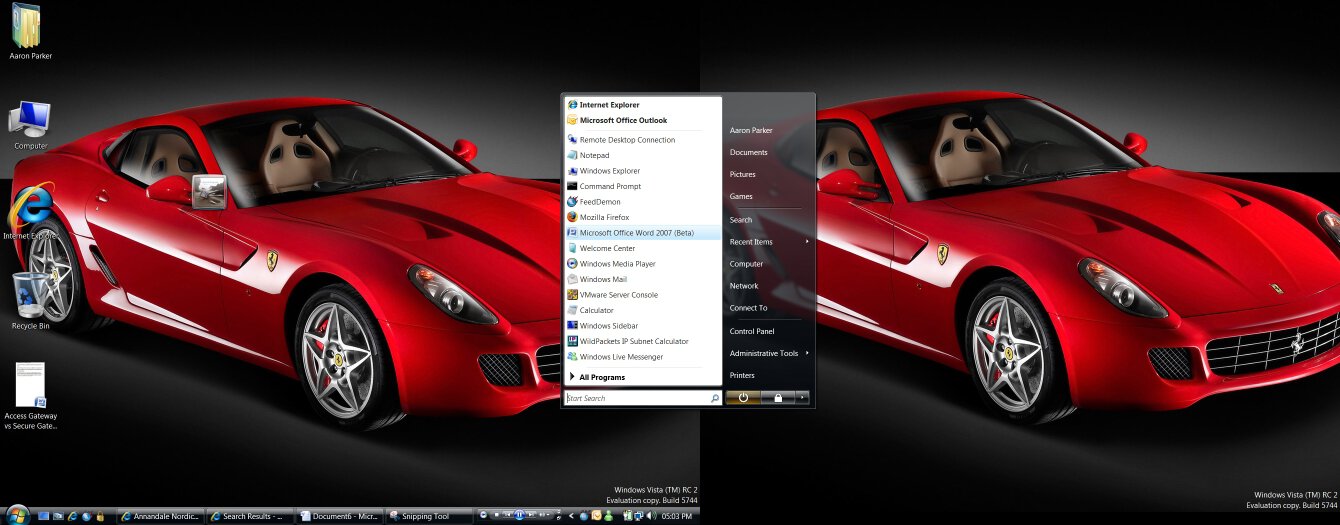 Aaron Parker
Computer
Internet Explorer
Recycle Bin
Access Gateway
vs Secure Gate...
Internet Explorer
Microsoft Office Outlook
Remote Desktop Connection
Notepad
Windows Explorer
Command Prompt
FeedDemon
Mozilla Firefox
Microsoft Office Word 2007 (Beta)
Welcome Center
Windows Media Player
Windows Mail
VMware Server Console
Calculator
Windows Sidebar
WildPackets IP Subnet Calculator
Windows Live Messenger
All Programs
Start Search
Aaron Parker
Documents
Pictures
Games
Search
Recent Items
Computer
Network
Connect To
Control Panel
Administrative Tools
Printers
Windows Vista (TM) RC 2
Evaluation copy. Build 5744
Windows Vista (TM) RC 2
Evaluation copy. Build 5744
Annandale Nordic...
Search Results - ...
Document6 - Micr...
Snipping Tool
05:03 PM